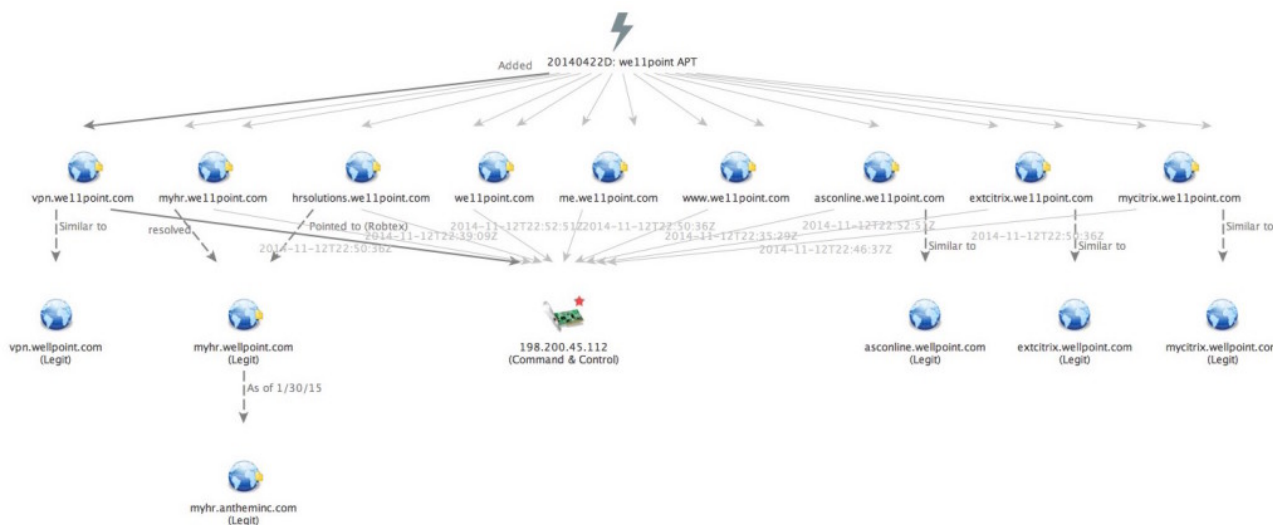 20140422D: we11point APT
Added
vpn.we11point.com
myhr.we11point.com
hrsolutions.we11point.com
we11point.com
me.we11point.com
www.we11point.com
asconline.we11point.com
extcitrix.we11point.com
mycitrix.we11point.com
Similar to
resolved
Pointed to (Robtex)
2014-11-12T22:52:51Z
2014-11-12T22:50:36Z
2014-11-12T22:39:09Z
2014-11-12T22:35:29Z
2014-11-12T22:50:36Z
2014-11-12T22:50:36Z
2014-11-12T22:46:37Z
Similar to
Similar to
Similar to
vpn.wellpoint.com
(Legit)
myhr.wellpoint.com
(Legit)
198.200.45.112
(Command & Control)
asconline.wellpoint.com
(Legit)
extcitrix.wellpoint.com
(Legit)
mycitrix.wellpoint.com
(Legit)
As of 1/30/15
myhr.antheminc.com
(Legit)